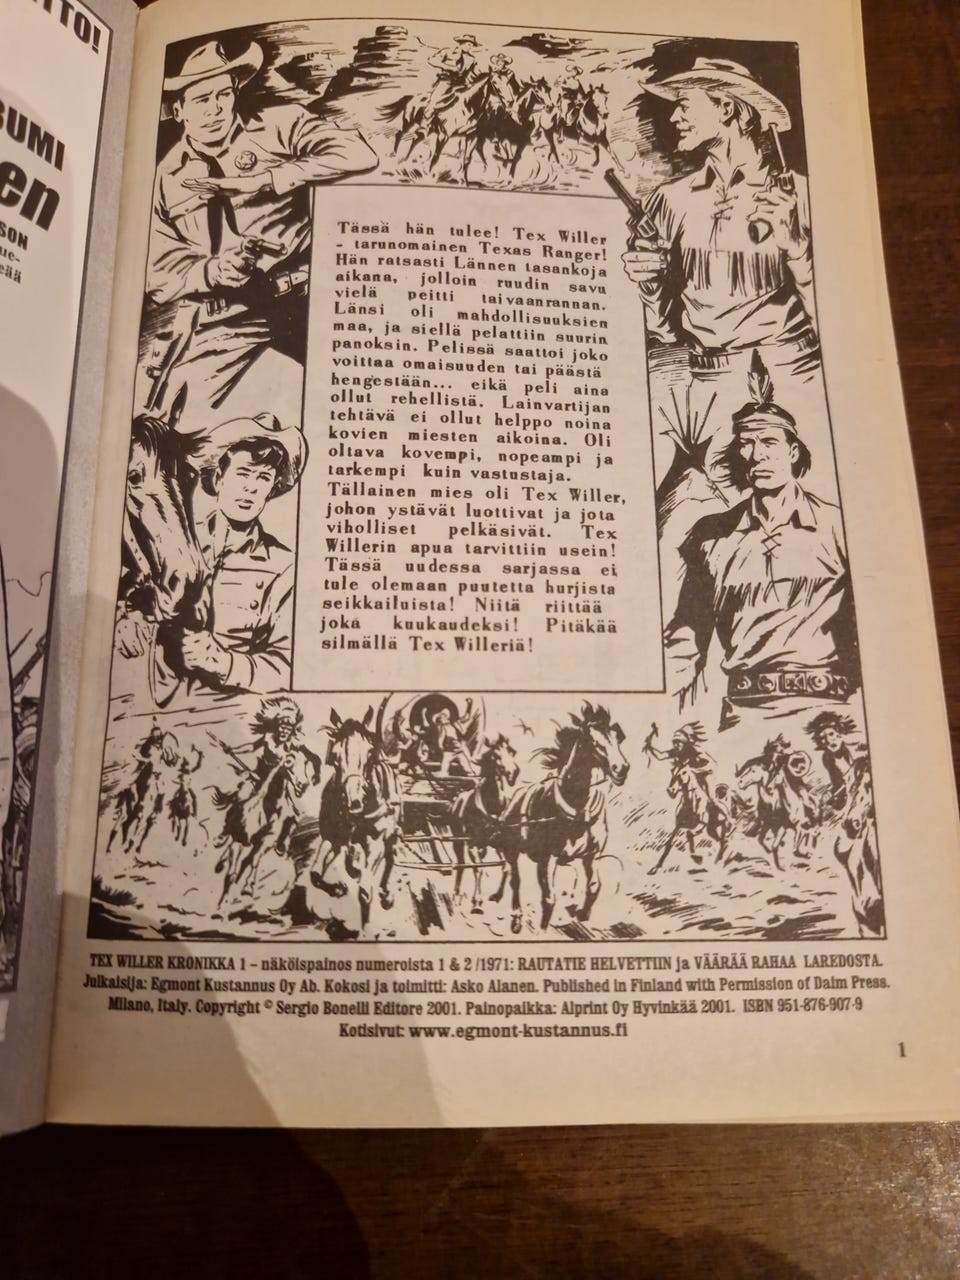 TTO!
BUMI
en
SON
ue-
eää
Tässä hän tulee! Tex Willer
- tarunomainen Texas Ranger!
Hän ratsasti Lännen tasankoja
aikana, jolloin ruudin savu
vielä peitti taivaanrannan.
Länsi oli mahdollisuuksien
maa, ja siellä pelattiin suurin
panoksin. Pelissä saattoi joko
voittaa omaisuuden tai päästä
hengestään... eikä peli aina
ollut rehellistä. Lainvartijan
tehtävä ei ollut helppo noina
kovien miesten aikoina. Oli
oltava kovempi, nopeampi ja
tarkempi kuin vastustaja.
Tällainen mies oli Tex Willer,
johon ystävät luottivat ja jota
viholliset pelkäsivät. Tex
Willerin apua tarvittiin usein!
Tässä uudessa sarjassa ei
tule olemaan puutetta hurjista
seikkailuista! Niitä riittää
joka kuukaudeksi! Pitäkää
silmällä Tex Willeriä!
TEX WILLER KRONIKKA 1 – näköispainos numeroista 1 & 2 /1971: RAUTATIE HELVETTIIN ja VÄÄRÄÄ RAHAA LAREDOSTA.
Julkaisija: Egmont Kustannus Oy Ab. Kokosi ja toimitti: Asko Alanen. Published in Finland with Permission of Daim Press.
Milano, Italy. Copyright © Sergio Bonelli Editore 2001. Painopaikka: Alprint Oy Hyvinkää 2001. ISBN 951-876-907-9
Kotisivut: www.egmont-kustannus.fi
1